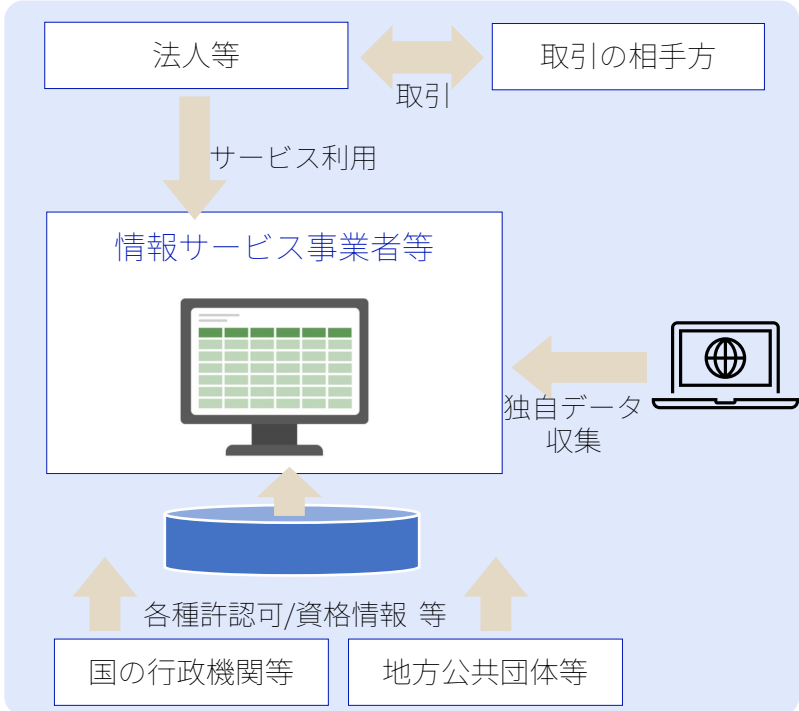 法人等
取引の相手方
取引
サービス利用
情報サービス事業者等
独自データ
収集
各種許認可/資格情報 等
国の行政機関等
地方公共団体等